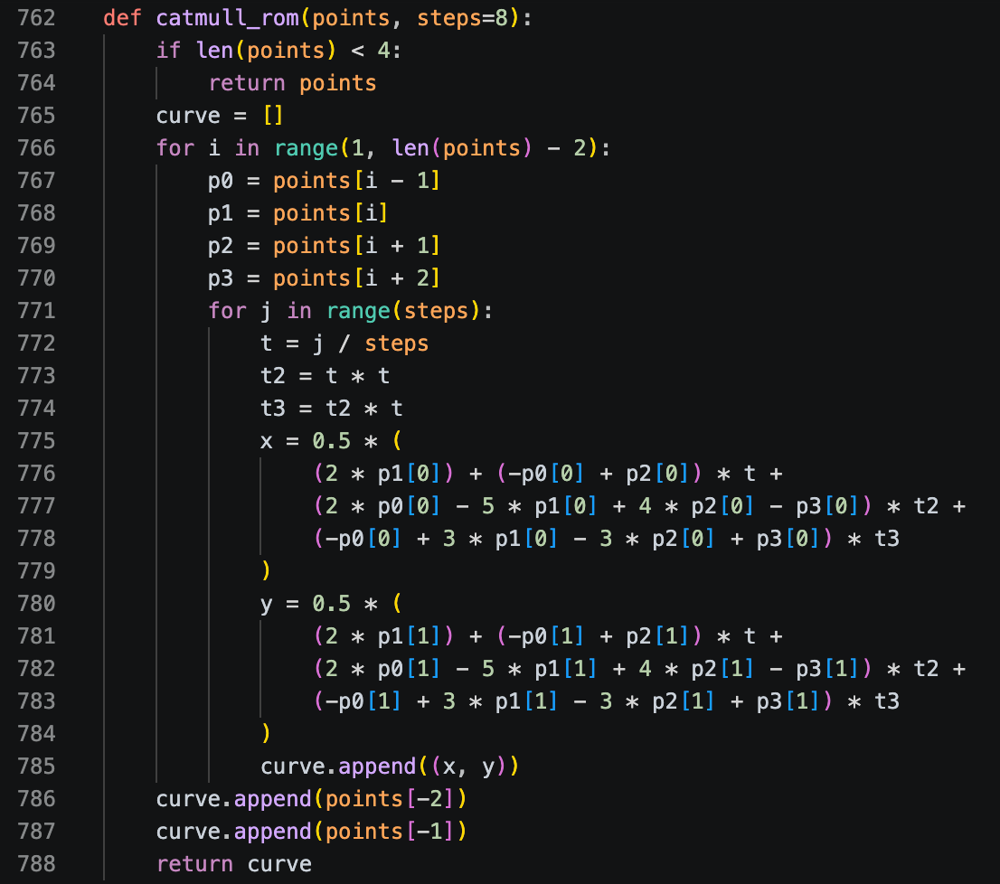 762 def catmull_rom(points, steps=8):
763     if len(points) < 4:
764         return points
765     curve = []
766     for i in range(1, len(points) - 2):
767         p0 = points[i - 1]
768         p1 = points[i]
769         p2 = points[i + 1]
770         p3 = points[i + 2]
771         for j in range(steps):
772             t = j / steps
773             t2 = t * t
774             t3 = t2 * t
775             x = 0.5 * (
776                 (2 * p1[0]) + (-p0[0] + p2[0]) * t +
777                 (2 * p0[0] - 5 * p1[0] + 4 * p2[0] - p3[0]) * t2 +
778                 (-p0[0] + 3 * p1[0] - 3 * p2[0] + p3[0]) * t3
779             )
780             y = 0.5 * (
781                 (2 * p1[1]) + (-p0[1] + p2[1]) * t +
782                 (2 * p0[1] - 5 * p1[1] + 4 * p2[1] - p3[1]) * t2 +
783                 (-p0[1] + 3 * p1[1] - 3 * p2[1] + p3[1]) * t3
784             )
785             curve.append((x, y))
786     curve.append(points[-2])
787     curve.append(points[-1])
788     return curve